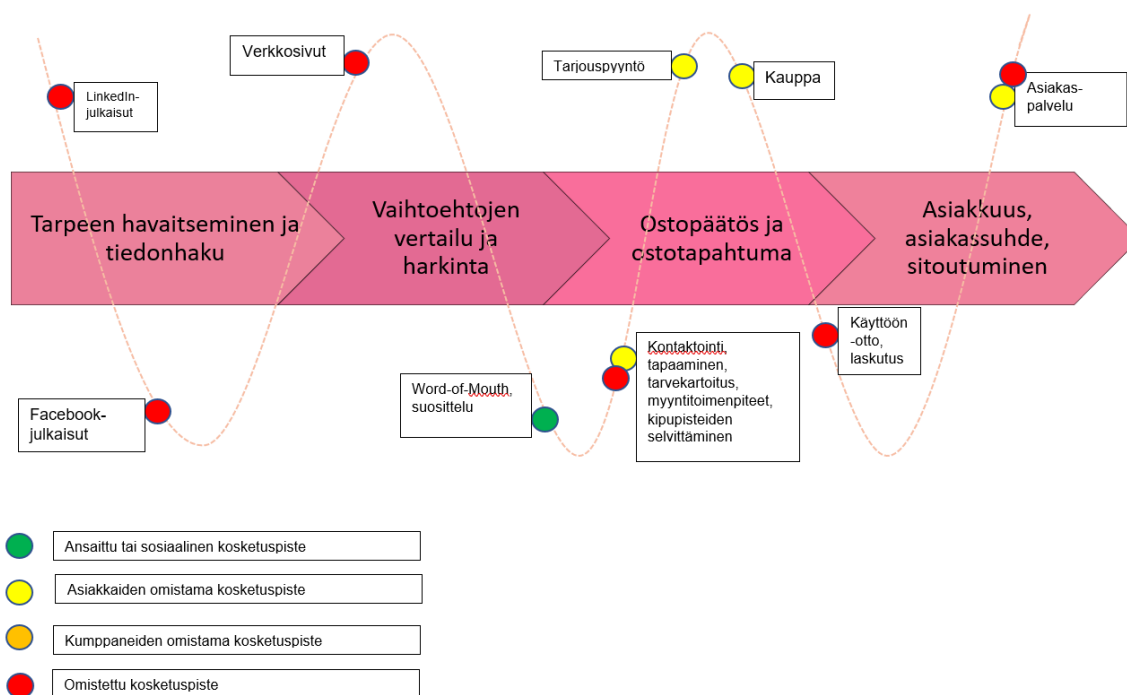 Verkkosivut
Tarjouspyyntö
Kauppa
LinkedIn-
julkaisut
Asiakas-
palvelu
Tarpeen havaitseminen ja
tiedonhaku
Vaihtoehtojen
vertailu ja
harkinta
Ostopäätös ja
ostotapahtuma
Asiakkuus,
asiakassuhde,
sitoutuminen
Facebook-
julkaisut
Word-of-Mouth,
suosittelu
Kontaktointi,
tapaaminen,
tarvekartoitus,
myyntitoimenpiteet,
kipupisteiden
selvittäminen
Käyttöön
-otto,
laskutus
Ansaittu tai sosiaalinen kosketuspiste
Asiakkaiden omistama kosketuspiste
Kumppaneiden omistama kosketuspiste
Omistettu kosketuspiste